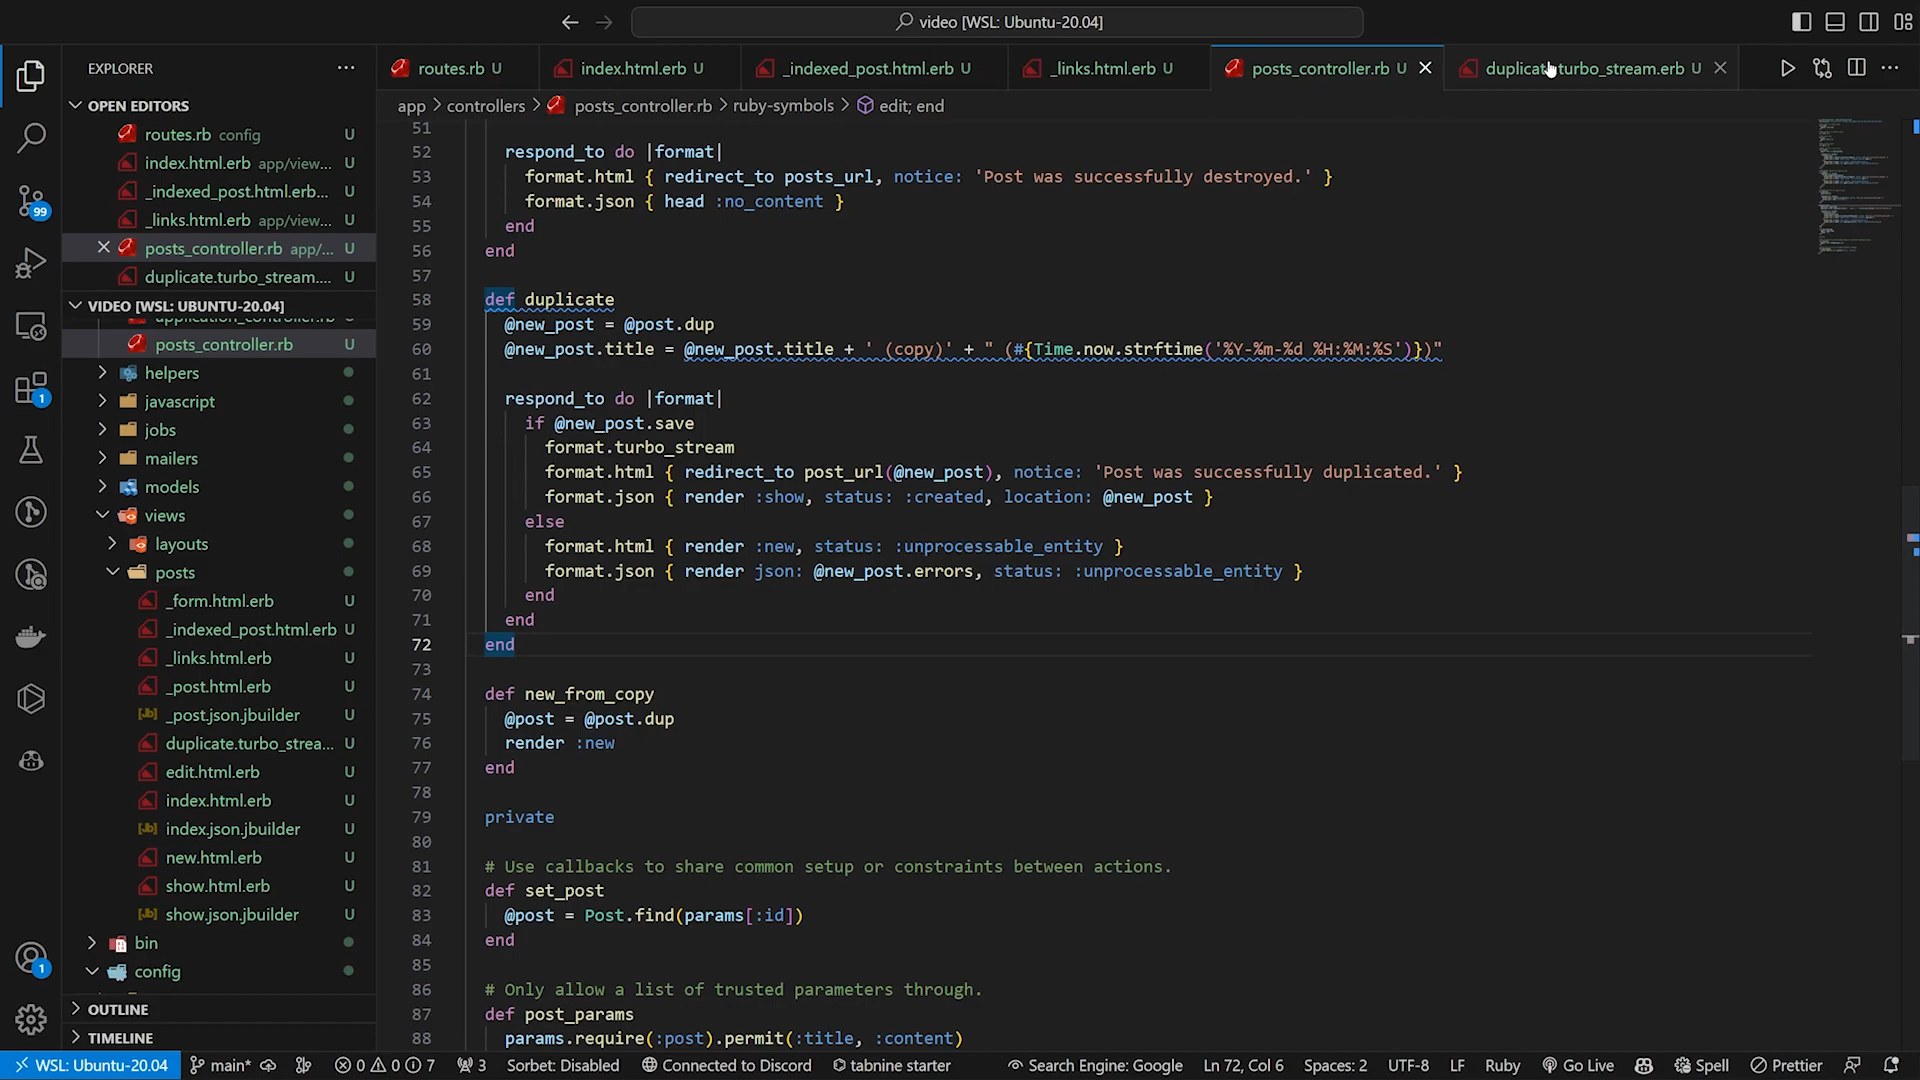 video [WSL: Ubuntu-20.04]
EXPLORER
routes.rb U
index.html.erb U
_indexed_post.html.erb U
_links.html.erb U
posts_controller.rb U
duplicate.turbo_stream.erb U
OPEN EDITORS
app > controllers > posts_controller.rb > ruby-symbols > edit; end
routes.rb config U
index.html.erb app/view... U
_indexed_post.html.erb... U
_links.html.erb app/view... U
posts_controller.rb app/... U
duplicate.turbo_stream.... U
VIDEO [WSL: UBUNTU-20.04]
posts_controller.rb U
helpers
javascript
jobs
mailers
models
views
layouts
posts
_form.html.erb U
_indexed_post.html.erb U
_links.html.erb U
_post.html.erb U
_post.json.jbuilder U
duplicate.turbo_strea... U
edit.html.erb U
index.html.erb U
index.json.jbuilder U
new.html.erb U
show.html.erb U
show.json.jbuilder U
bin
config
OUTLINE
TIMELINE
99
1
1
51
52 respond_to do |format|
53 format.html { redirect_to posts_url, notice: 'Post was successfully destroyed.' }
54 format.json { head :no_content }
55 end
56 end
57
58 def duplicate
59 @new_post = @post.dup
60 @new_post.title = @new_post.title + ' (copy)' + " (#{Time.now.strftime('%Y-%m-%d %H:%M:%S')})"
61
62 respond_to do |format|
63 if @new_post.save
64 format.turbo_stream
65 format.html { redirect_to post_url(@new_post), notice: 'Post was successfully duplicated.' }
66 format.json { render :show, status: :created, location: @new_post }
67 else
68 format.html { render :new, status: :unprocessable_entity }
69 format.json { render json: @new_post.errors, status: :unprocessable_entity }
70 end
71 end
72 end
73
74 def new_from_copy
75 @post = @post.dup
76 render :new
77 end
78
79 private
80
81 # Use callbacks to share common setup or constraints between actions.
82 def set_post
83 @post = Post.find(params[:id])
84 end
85
86 # Only allow a list of trusted parameters through.
87 def post_params
88 params.require(:post).permit(:title, :content)
WSL: Ubuntu-20.04 main* 0 0 7 3 Sorbet: Disabled Connected to Discord tabnine starter Search Engine: Google Ln 72, Col 6 Spaces: 2 UTF-8 LF Ruby Go Live Spell Prettier